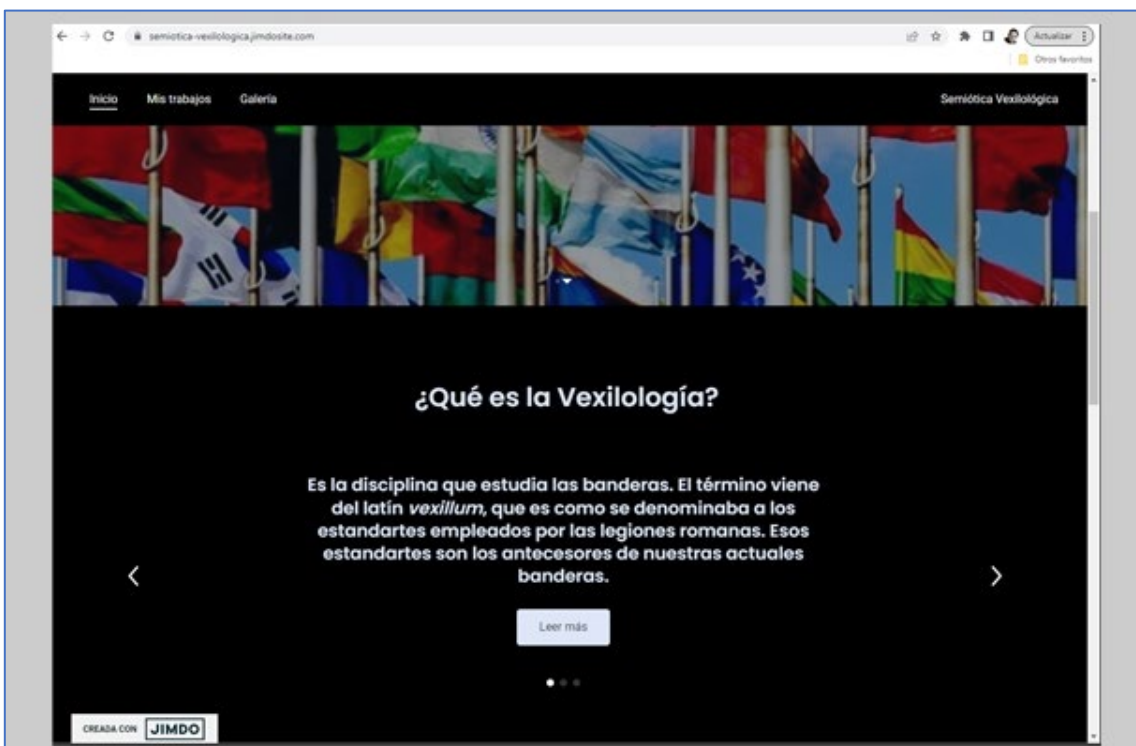 semiotica-vexilologica.jimdosite.com
Actualizar
Otros favoritos
Inicio Mis trabajos Galería Semiótica Vexilológica
¿Qué es la Vexilología?
Es la disciplina que estudia las banderas. El término viene
del latín vexillum, que es como se denominaba a los
estandartes empleados por las legiones romanas. Esos
estandartes son los antecesores de nuestras actuales
banderas.
Leer más
CREADA CON JIMDO